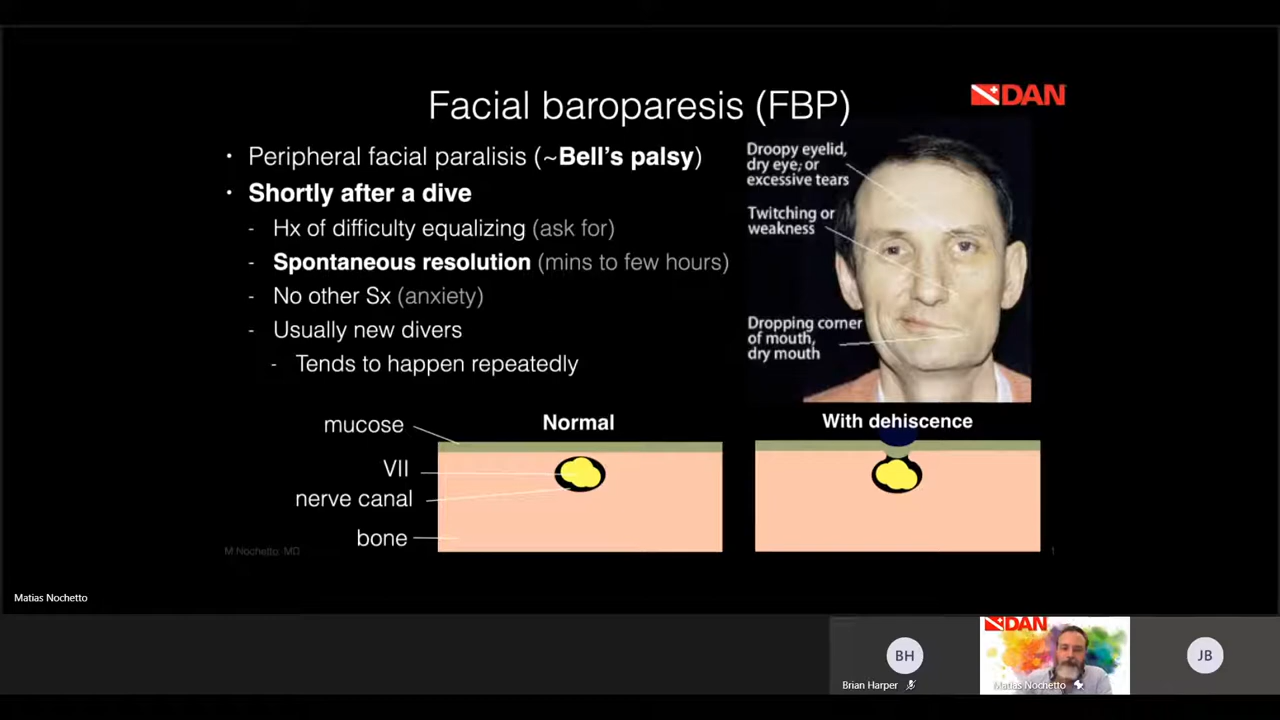 Facial baroparesis (FBP)
DAN
• Peripheral facial paralisis (~Bell's palsy)
• Shortly after a dive
- Hx of difficulty equalizing (ask for)
- Spontaneous resolution (mins to few hours)
- No other Sx (anxiety)
- Usually new divers
- Tends to happen repeatedly
Droopy eyelid,
dry eye, or
excessive tears
Twitching or
weakness
Dropping corner
of mouth,
dry mouth
mucose
Normal
VII
nerve canal
bone
With dehiscence
M Nochetto, MD
1
Matias Nochetto
BH
Brian Harper
DAN
Matias Nochetto
JB